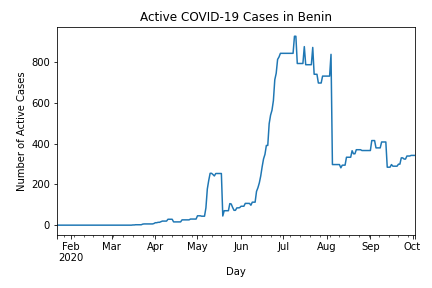 Active COVID-19 Cases in Benin
Number of Active Cases
800
600
400
200
0
Feb Mar Apr May Jun Jul Aug Sep Oct
2020
Day